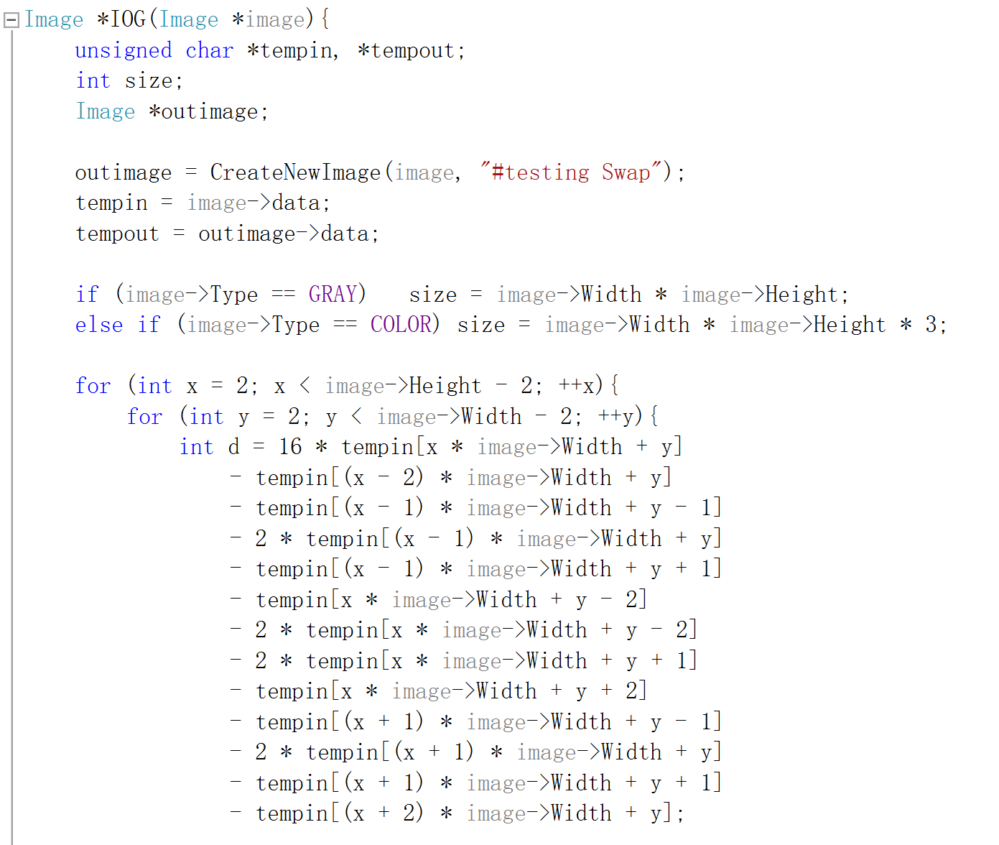 Image *IOG(Image *image){
    unsigned char *tempin, *tempout;
    int size;
    Image *outimage;

    outimage = CreateNewImage(image, "#testing Swap");
    tempin = image->data;
    tempout = outimage->data;

    if (image->Type == GRAY)   size = image->Width * image->Height;
    else if (image->Type == COLOR) size = image->Width * image->Height * 3;

    for (int x = 2; x < image->Height - 2; ++x){
        for (int y = 2; y < image->Width - 2; ++y){
            int d = 16 * tempin[x * image->Width + y]
                - tempin[(x - 2) * image->Width + y]
                - tempin[(x - 1) * image->Width + y - 1]
                - 2 * tempin[(x - 1) * image->Width + y]
                - tempin[(x - 1) * image->Width + y + 1]
                - tempin[x * image->Width + y - 2]
                - 2 * tempin[x * image->Width + y - 2]
                - 2 * tempin[x * image->Width + y + 1]
                - tempin[x * image->Width + y + 2]
                - tempin[(x + 1) * image->Width + y - 1]
                - 2 * tempin[(x + 1) * image->Width + y]
                - tempin[(x + 1) * image->Width + y + 1]
                - tempin[(x + 2) * image->Width + y];